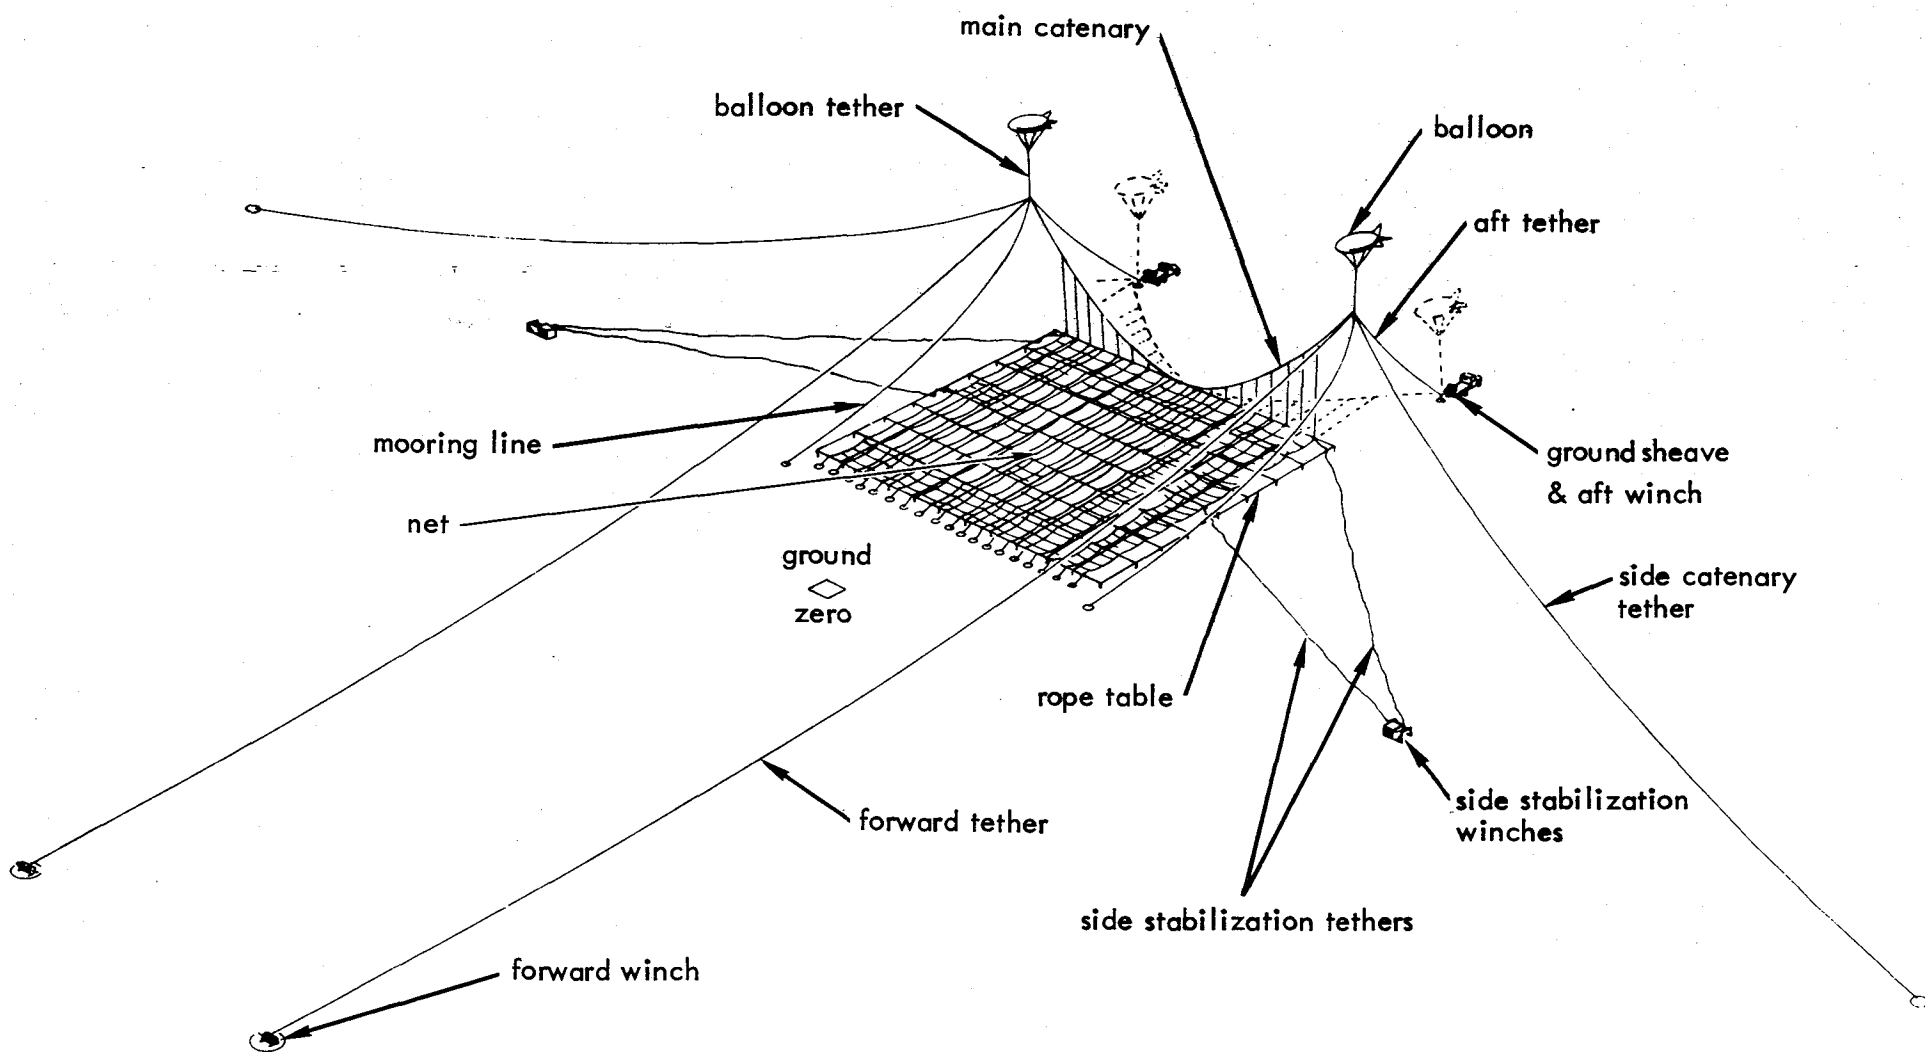 main catenary
balloon tether
balloon
aft tether
mooring line
ground sheave
& aft winch
net
ground
zero
side catenary
tether
rope table
side stabilization
winches
forward tether
side stabilization tethers
forward winch